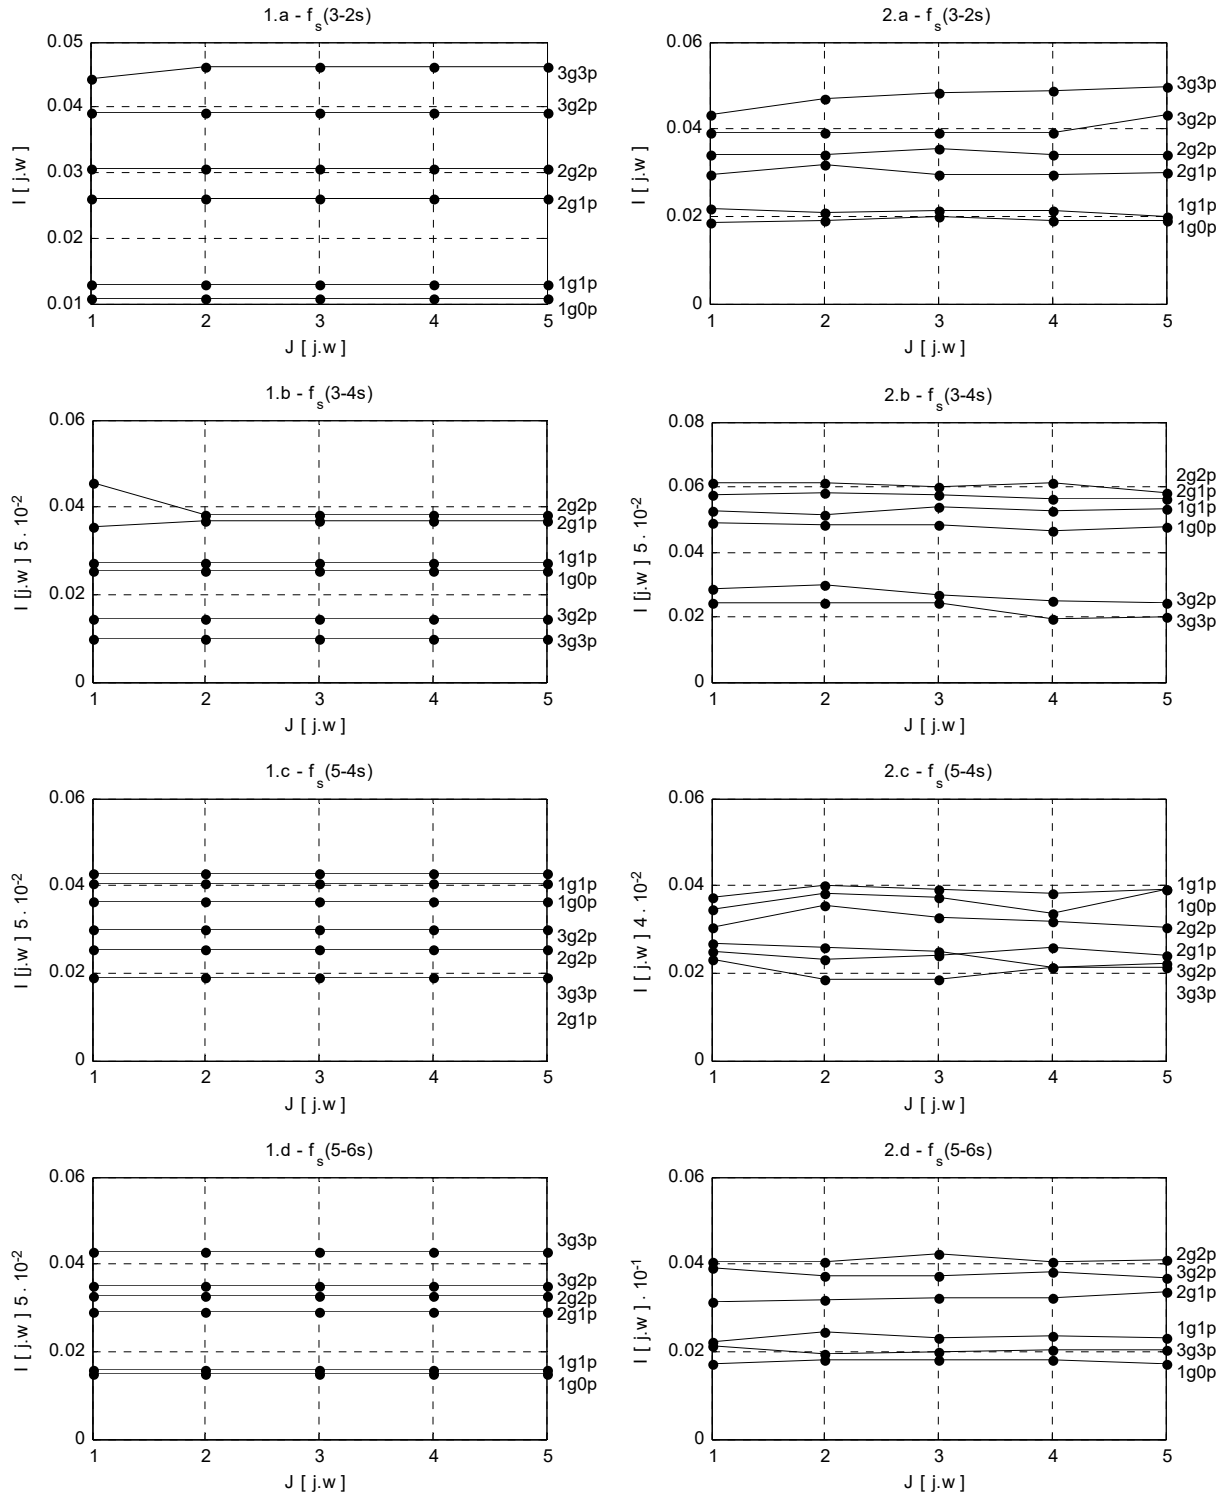 1.a - f_s(3-2s)
0.05
0.04
0.03
0.02
0.01
I [ j.w ]
3g3p
3g2p
2g2p
2g1p
1g1p
1g0p
1 2 3 4 5
J [ j.w ]
2.a - f_s(3-2s)
0.06
0.04
0.02
0
I [ j.w ]
3g3p
3g2p
2g2p
2g1p
1g1p
1g0p
1 2 3 4 5
J [ j.w ]
1.b - f_s(3-4s)
0.06
0.04
0.02
0
I [j.w ] 5 . 10^-2
2g2p
2g1p
1g1p
1g0p
3g2p
3g3p
1 2 3 4 5
J [ j.w ]
2.b - f_s(3-4s)
0.08
0.06
0.04
0.02
0
I [ j.w ] 5 . 10^-2
2g2p
2g1p
1g1p
1g0p
3g2p
3g3p
1 2 3 4 5
J [ j.w ]
1.c - f_s(5-4s)
0.06
0.04
0.02
0
I [j.w ] 5 . 10^-2
1g1p
1g0p
3g2p
2g2p
3g3p
2g1p
1 2 3 4 5
J [ j.w ]
2.c - f_s(5-4s)
0.06
0.04
0.02
0
I [ j.w ] 4 . 10^-2
1g1p
1g0p
2g2p
2g1p
3g2p
3g3p
1 2 3 4 5
J [ j.w ]
1.d - f_s(5-6s)
0.06
0.04
0.02
0
I [ j.w ] 5 . 10^-2
3g3p
3g2p
2g2p
2g1p
1g1p
1g0p
1 2 3 4 5
J [ j.w ]
2.d - f_s(5-6s)
0.06
0.04
0.02
0
I [ j.w ] . 10^-1
2g2p
3g2p
2g1p
1g1p
3g3p
1g0p
1 2 3 4 5
J [ j.w ]